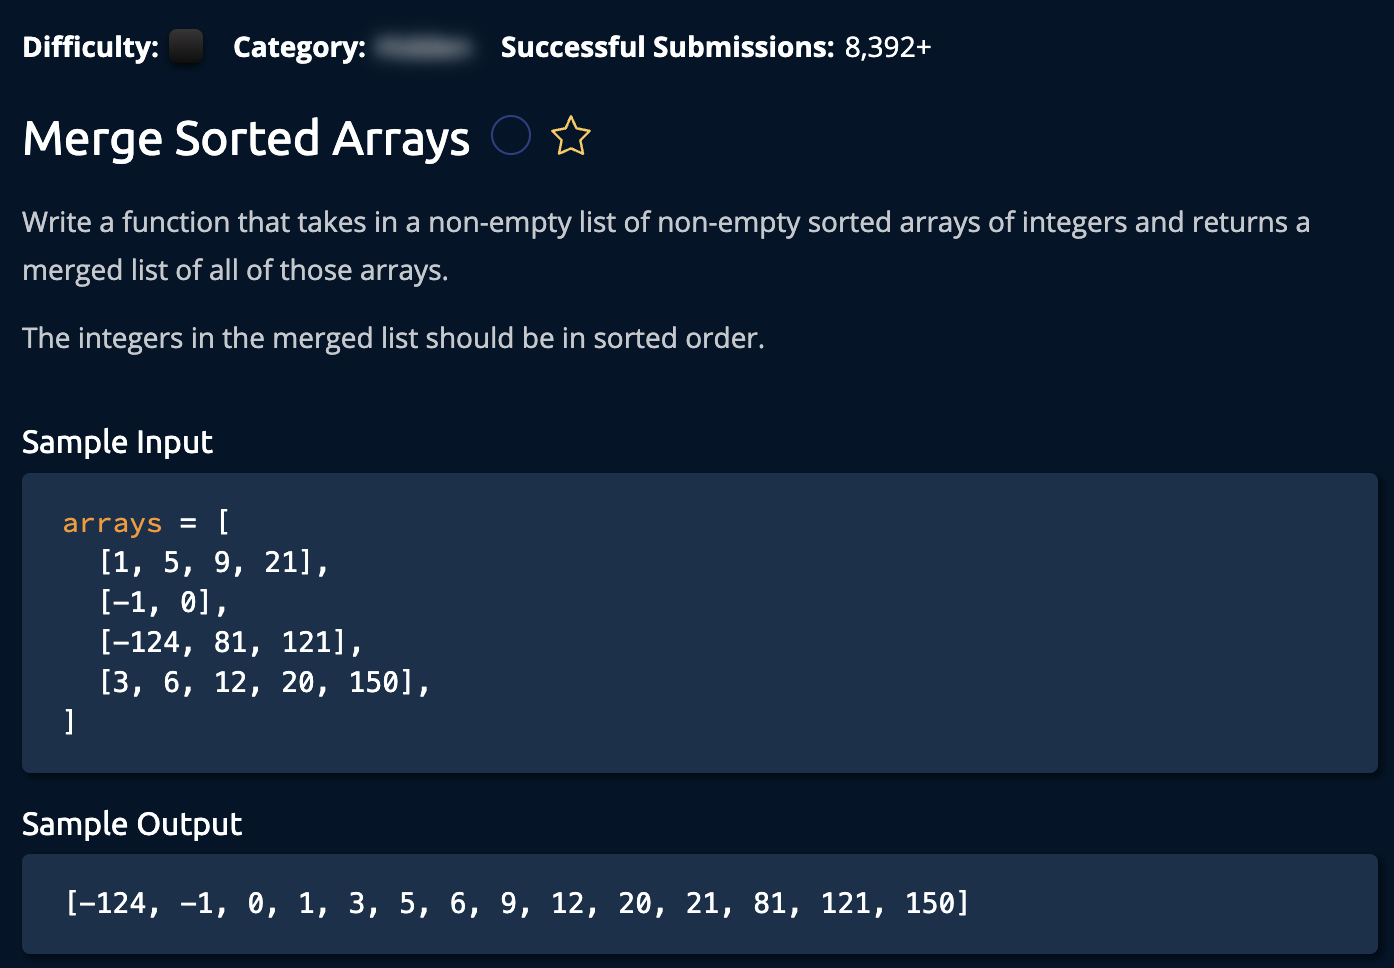 Difficulty: Category: Successful Submissions: 8,392+
Merge Sorted Arrays
Write a function that takes in a non-empty list of non-empty sorted arrays of integers and returns a
merged list of all of those arrays.
The integers in the merged list should be in sorted order.
Sample Input
arrays = [
[1, 5, 9, 21],
[-1, 0],
[-124, 81, 121],
[3, 6, 12, 20, 150],
]
Sample Output
[-124, -1, 0, 1, 3, 5, 6, 9, 12, 20, 21, 81, 121, 150]